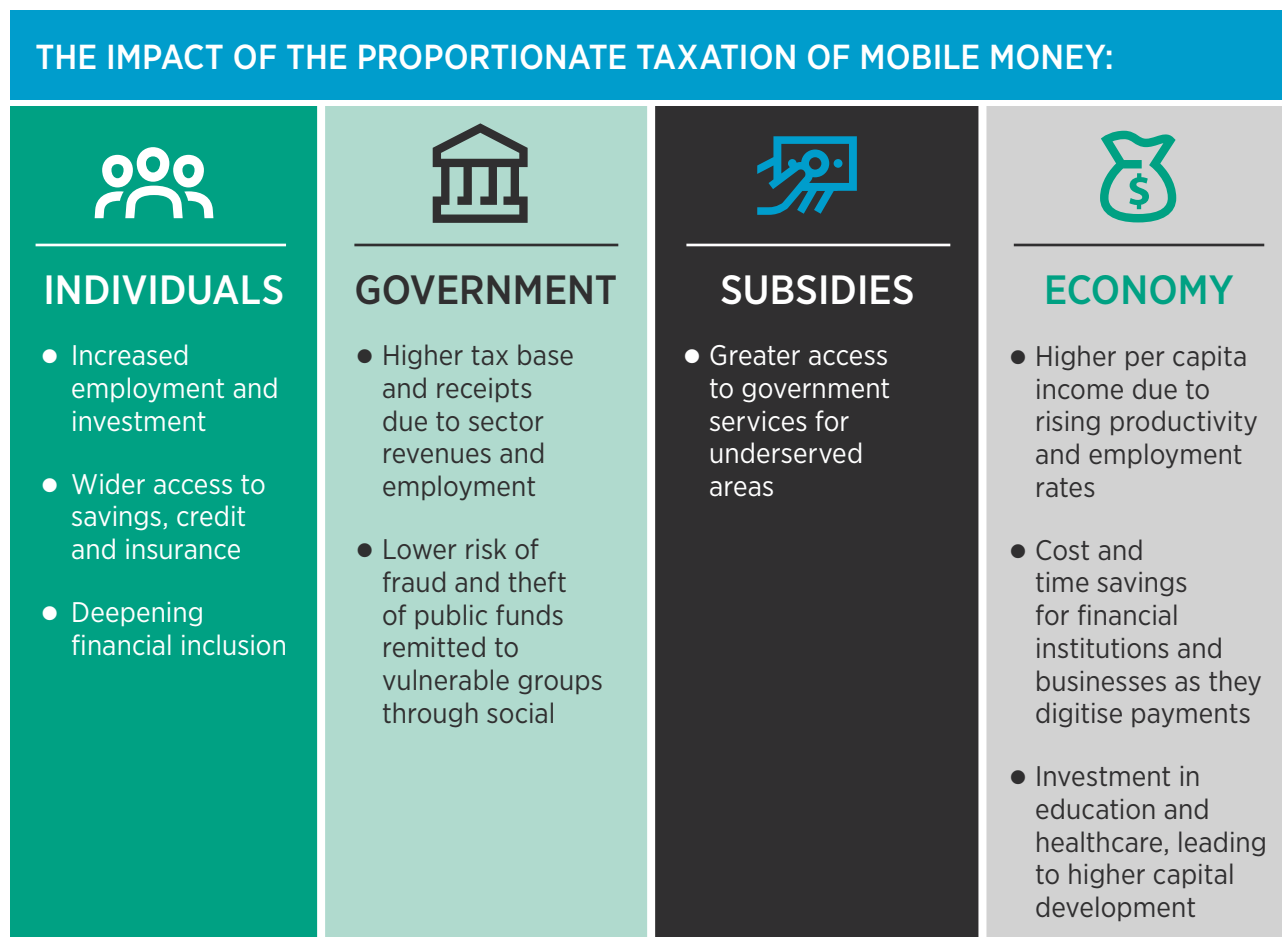 THE IMPACT OF THE PROPORTIONATE TAXATION OF MOBILE MONEY:
INDIVIDUALS
● Increased
employment and
investment
● Wider access to
savings, credit
and insurance
● Deepening
financial inclusion
GOVERNMENT
● Higher tax base
and receipts
due to sector
revenues and
employment
● Lower risk of
fraud and theft
of public funds
remitted to
vulnerable groups
through social
SUBSIDIES
● Greater access
to government
services for
underserved
areas
$
ECONOMY
● Higher per capita
income due to
rising productivity
and employment
rates
● Cost and
time savings
for financial
institutions and
businesses as they
digitise payments
● Investment in
education and
healthcare, leading
to higher capital
development